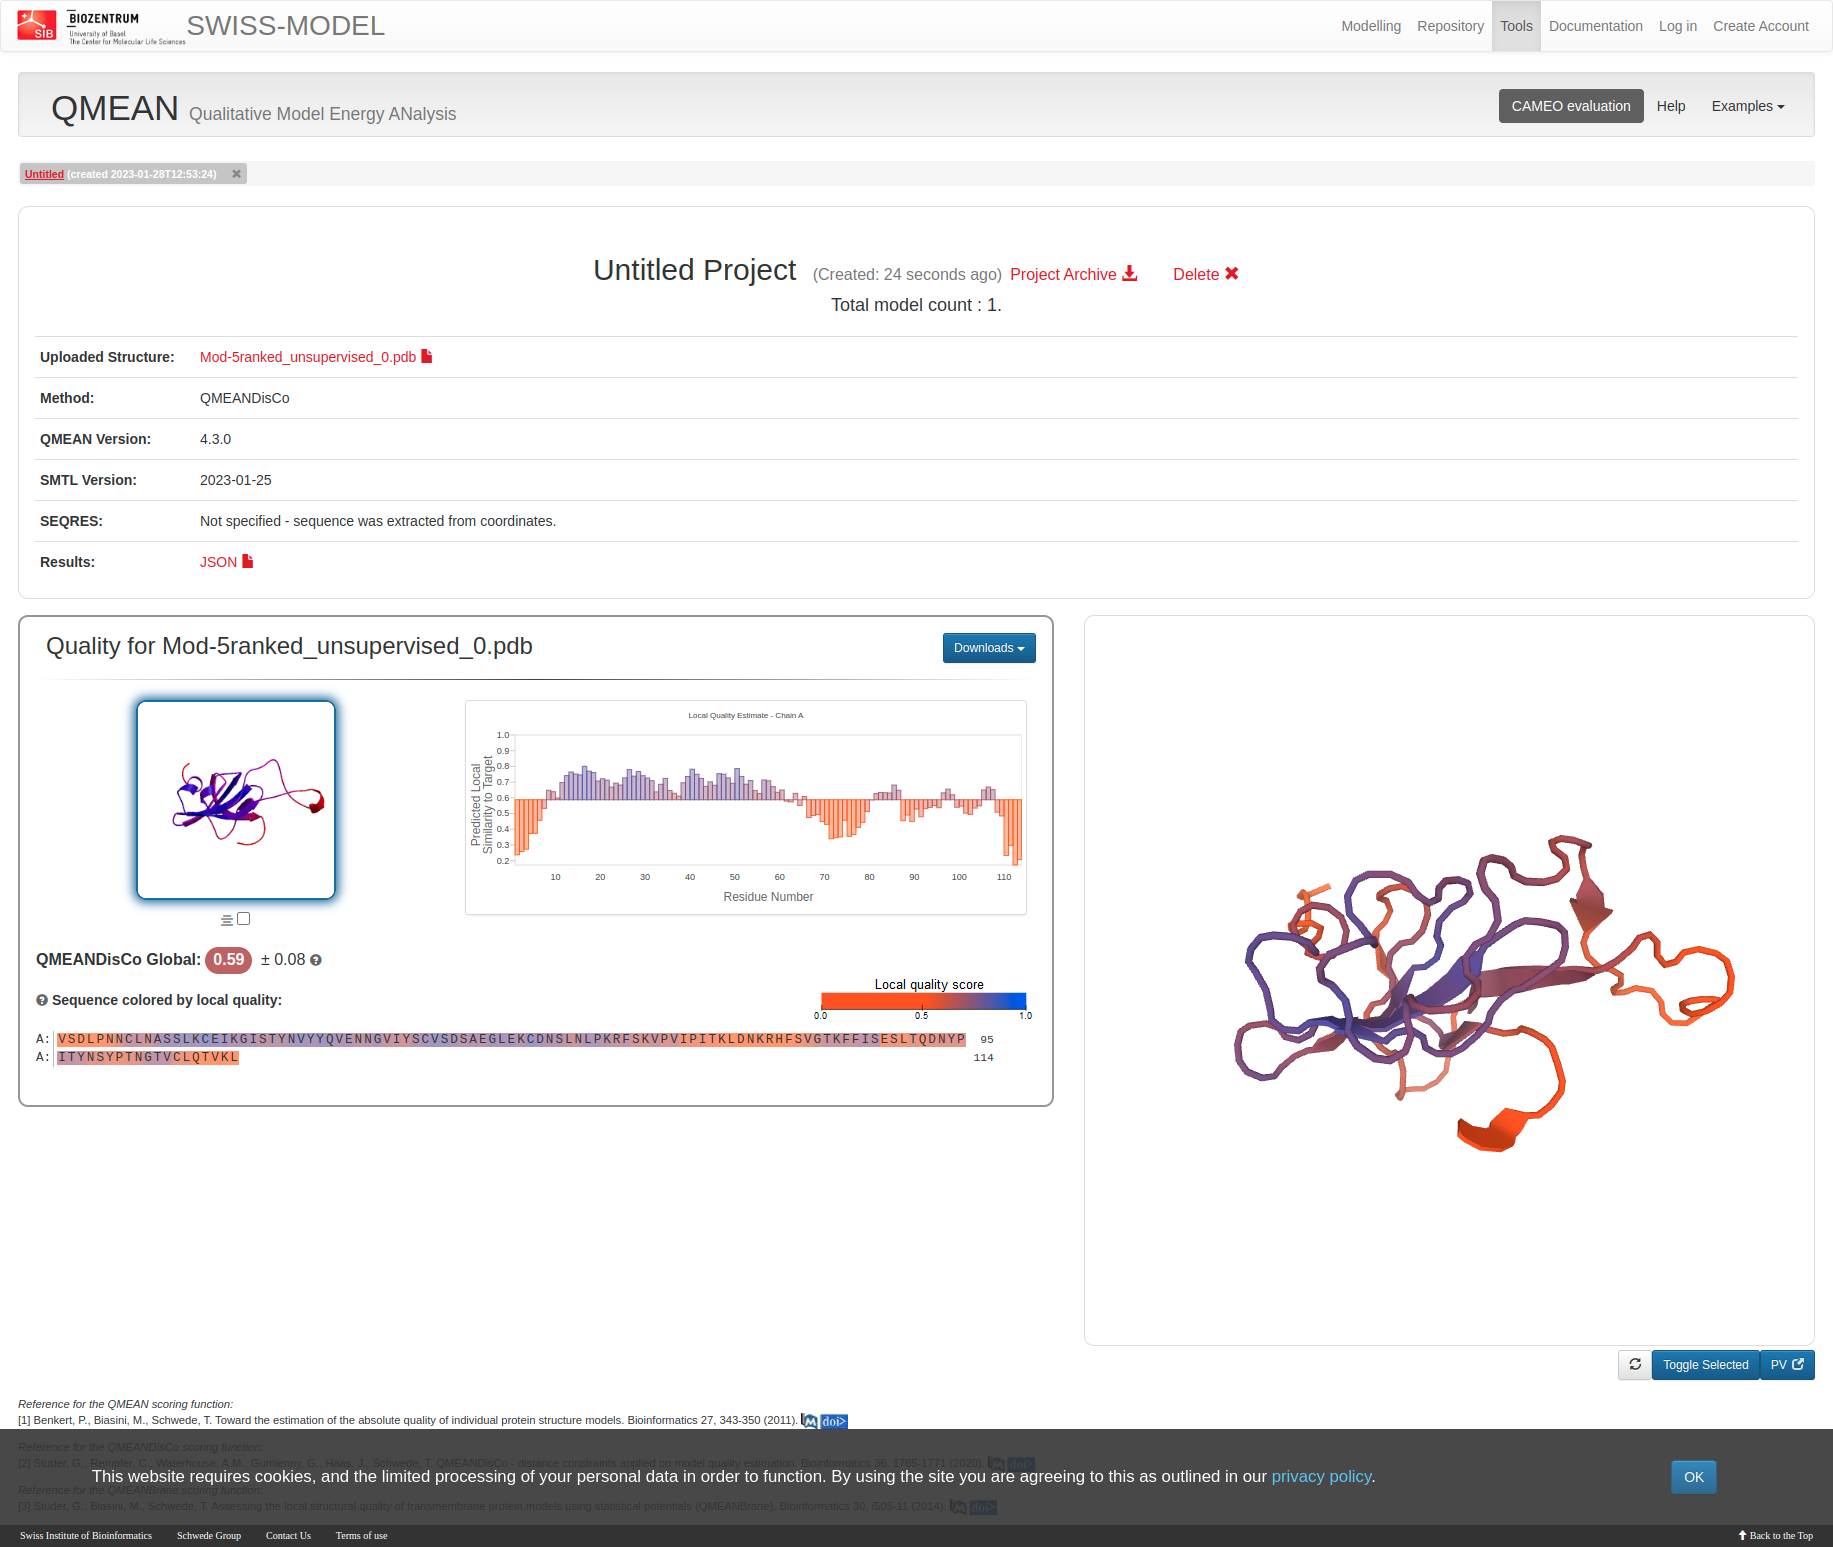 SIB
BIOZENTRUM
University of Basel
The Center for Molecular Life Sciences
SWISS-MODEL
Modelling Repository Tools Documentation Log in Create Account
QMEAN Qualitative Model Energy ANalysis
CAMEO evaluation Help Examples
Untitled (created 2023-01-28T12:53:24)
Untitled Project (Created: 24 seconds ago) Project Archive Delete
Total model count : 1.
Uploaded Structure: Mod-5ranked_unsupervised_0.pdb
Method: QMEANDisCo
QMEAN Version: 4.3.0
SMTL Version: 2023-01-25
SEQRES: Not specified - sequence was extracted from coordinates.
Results: JSON
Quality for Mod-5ranked_unsupervised_0.pdb
Downloads
Local Quality Estimate - Chain A
Predicted Local
Similarity to Target
1.0
0.9
0.8
0.7
0.6
0.5
0.4
0.3
0.2
10 20 30 40 50 60 70 80 90 100 110
Residue Number
QMEANDisCo Global: 0.59 ± 0.08
Sequence colored by local quality:
Local quality score
0.0 0.5 1.0
A: VSDLPNNCLNASSLKCEIKGISTYNVYYQVENNGVIYSCVSDSAEGLEKCDNSLNLPKRFSKVPVIPITKLDNKRHFSVGTKFFISESLTQDNYP 95
A: ITYNSYPTNGTVCLQTVKL 114
Toggle Selected PV
Reference for the QMEAN scoring function:
[1] Benkert, P., Biasini, M., Schwede, T. Toward the estimation of the absolute quality of individual protein structure models. Bioinformatics 27, 343-350 (2011). M doi>
Reference for the QMEANDisCo scoring function:
[2] Studer, G., Rempfer, C., Waterhouse, A.M., Gumienny, G., Haas, J., Schwede, T. QMEANDisCo - distance constraints applied on model quality estimation. Bioinformatics 36, 1765-1771 (2020). M doi>
This website requires cookies, and the limited processing of your personal data in order to function. By using the site you are agreeing to this as outlined in our privacy policy.
OK
Reference for the QMEANBrane scoring function:
[3] Studer, G., Biasini, M., Schwede, T. Assessing the local structural quality of transmembrane protein models using statistical potentials (QMEANBrane). Bioinformatics 30, i505-11 (2014). M doi>
Swiss Institute of Bioinformatics Schwede Group Contact Us Terms of use
Back to the Top